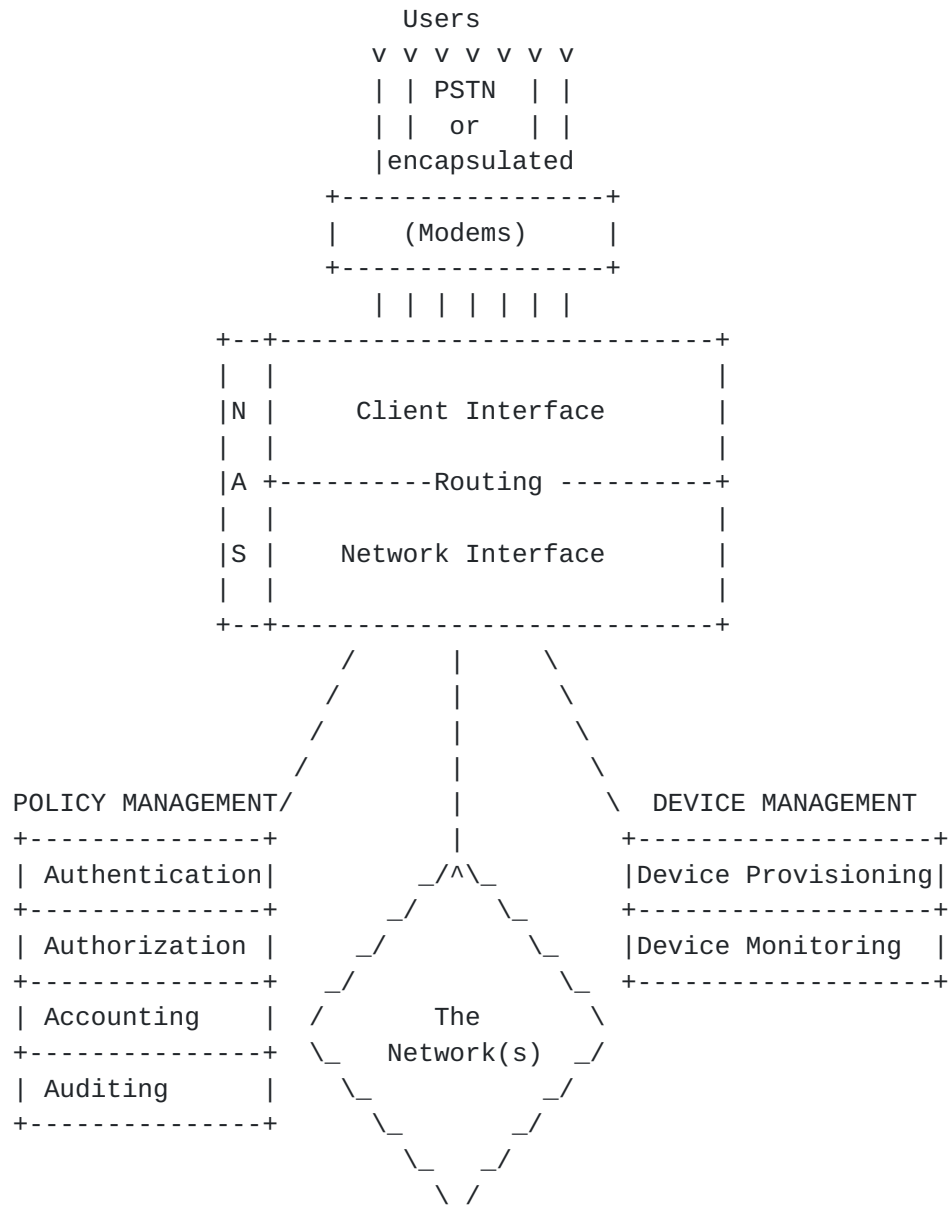 Users
v v v v v v v
| | PSTN | | 
| | or | |
|encapsulated
+-----------------+
| (Modems) |
+-----------------+
| | | | | | |
+--+----------------------------+
| | |
|N | Client Interface |
| | |
|A +----------Routing ----------+
| | |
|S | Network Interface |
| | |
+--+----------------------------+
/ | \
/ | \
/ | \
/ | \
POLICY MANAGEMENT/ | \ DEVICE MANAGEMENT
+---------------+ | +-------------------+
| Authentication| _/^\_ |Device Provisioning|
+---------------+ _/ \_ +-------------------+
| Authorization | _/ \_ |Device Monitoring |
+---------------+ _/ \_ +-------------------+
| Accounting | / The \
+---------------+ \_ Network(s) _/
| Auditing | \_ _/
+---------------+ \_ _/
\_ _/
\ /